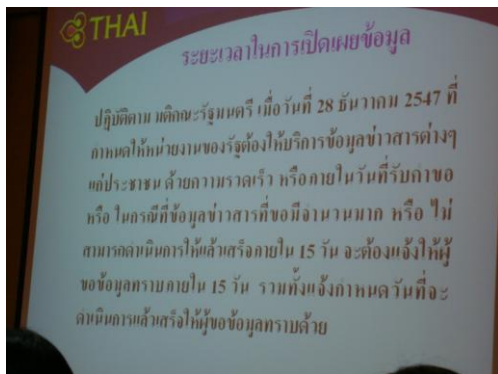 THAI
ระยะเวลาในการเปิดเผยข้อมูล
ปฏิบัติตาม มติคณะรัฐมนตรี เมื่อวันที่ 28 ธันวาคม 2547 ที่
กำหนดให้หน่วยงานของรัฐต้องให้บริการข้อมูลข่าวสารต่างๆ
แก่ประชาชน ด้วยความรวดเร็ว หรือภายในวันที่รับคำขอ
หรือ ในกรณีที่ข้อมูลข่าวสารที่ขอมีจำนวนมาก หรือ ไม่
สามารถดำเนินการให้แล้วเสร็จภายใน 15 วัน จะต้องแจ้งให้ผู้
ขอข้อมูลทราบภายใน 15 วัน รวมทั้งแจ้งกำหนดวันที่จะ
ดำเนินการแล้วเสร็จให้ผู้ขอข้อมูลทราบด้วย